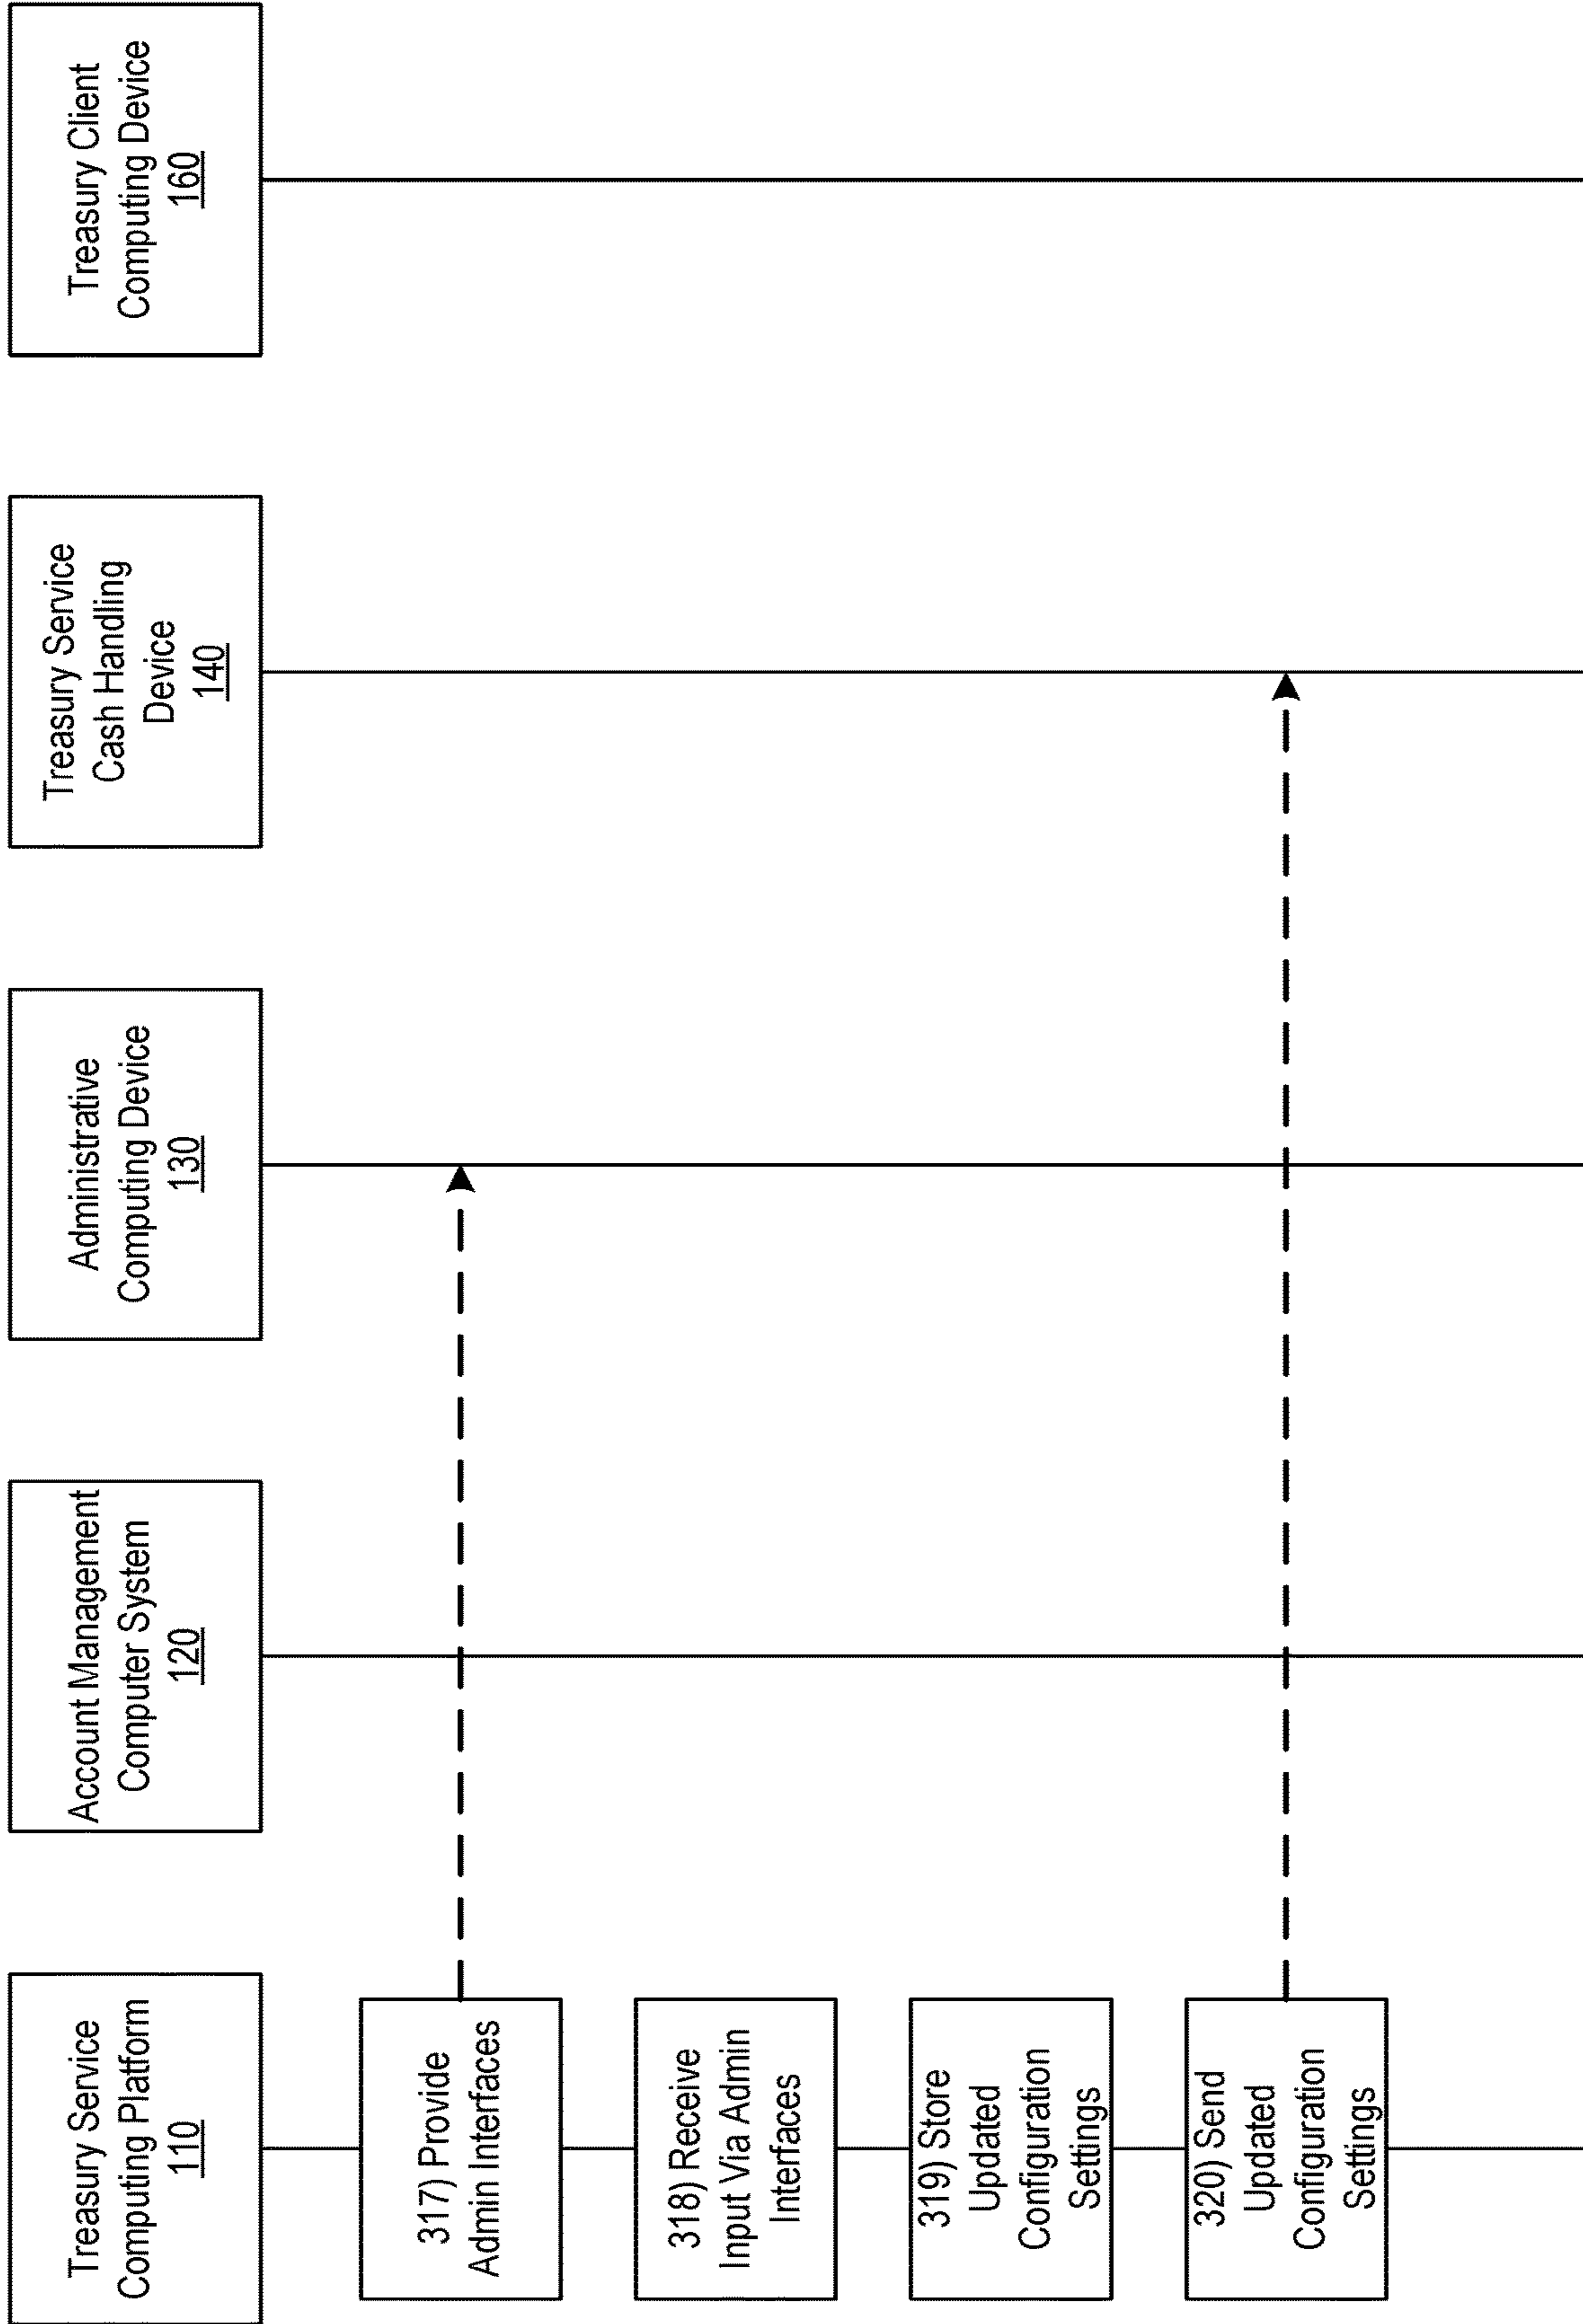 Treasury Service
Computing Platform
110
Account Management
Computer System
120
Administrative
Computing Device
130
Treasury Service
Cash Handling
Device
140
Treasury Client
Computing Device
160
317) Provide
Admin Interfaces
318) Receive
Input Via Admin
Interfaces
319) Store
Updated
Configuration
Settings
320) Send
Updated
Configuration
Settings